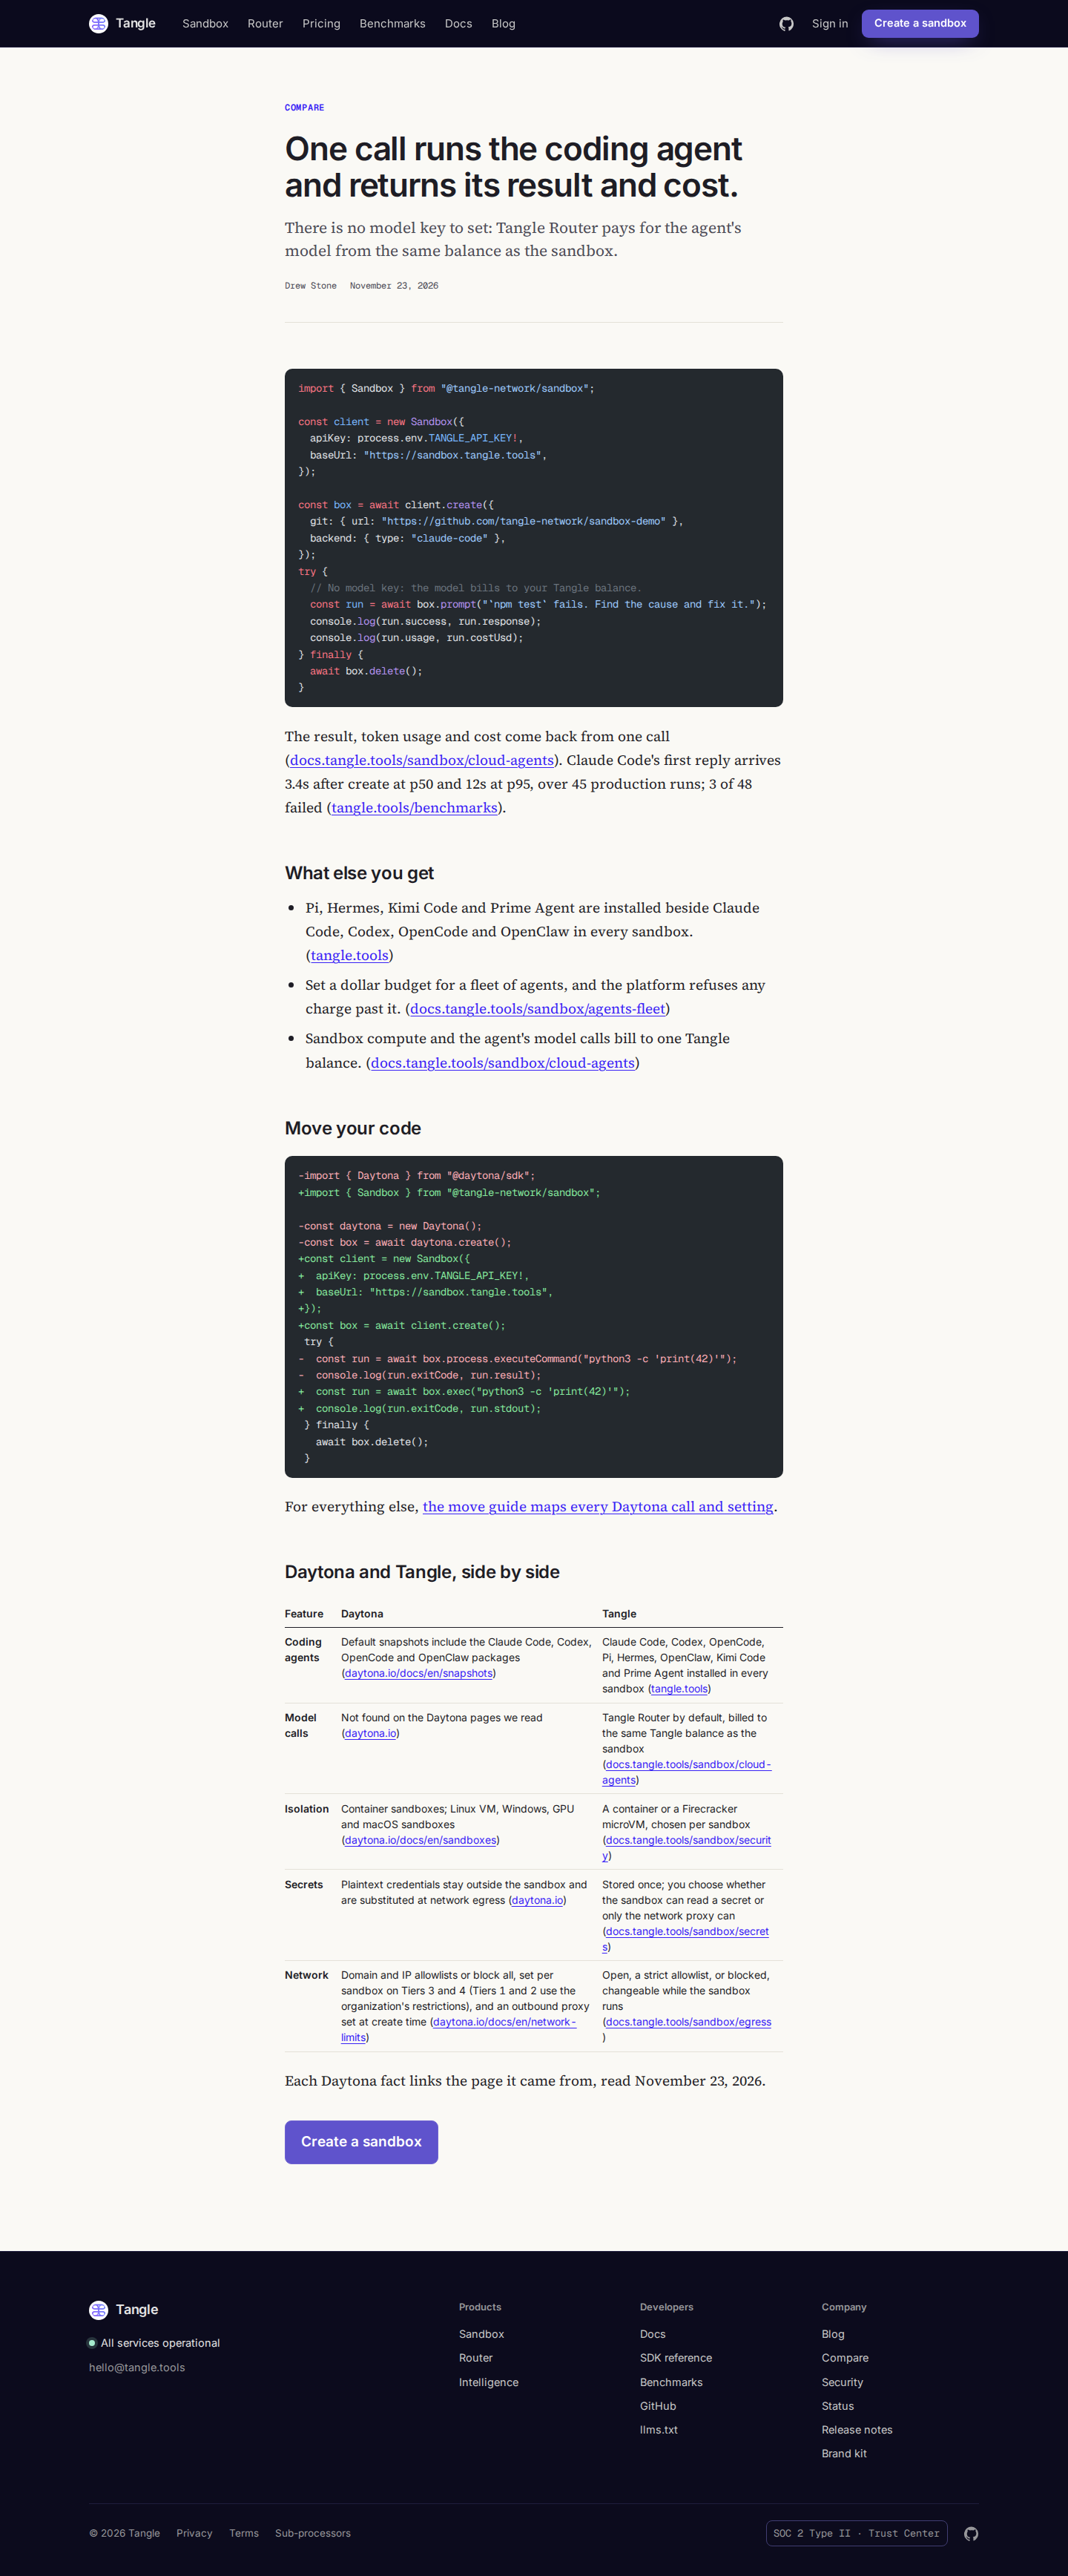 Tangle
Sandbox
Router
Pricing
Benchmarks
Docs
Blog
Sign in
Create a sandbox
COMPARE
One call runs the coding agent
and returns its result and cost.
There is no model key to set: Tangle Router pays for the agent's
model from the same balance as the sandbox.
Drew Stone November 23, 2026
import { Sandbox } from "@tangle-network/sandbox";
const client = new Sandbox({
  apiKey: process.env.TANGLE_API_KEY!,
  baseUrl: "https://sandbox.tangle.tools",
});
const box = await client.create({
  git: { url: "https://github.com/tangle-network/sandbox-demo" },
  backend: { type: "claude-code" },
});
try {
  // No model key: the model bills to your Tangle balance.
  const run = await box.prompt("`npm test` fails. Find the cause and fix it.");
  console.log(run.success, run.response);
  console.log(run.usage, run.costUsd);
} finally {
  await box.delete();
}
The result, token usage and cost come back from one call
(docs.tangle.tools/sandbox/cloud-agents). Claude Code's first reply arrives
3.4s after create at p50 and 12s at p95, over 45 production runs; 3 of 48
failed (tangle.tools/benchmarks).
What else you get
• Pi, Hermes, Kimi Code and Prime Agent are installed beside Claude
Code, Codex, OpenCode and OpenClaw in every sandbox.
(tangle.tools)
• Set a dollar budget for a fleet of agents, and the platform refuses any
charge past it. (docs.tangle.tools/sandbox/agents-fleet)
• Sandbox compute and the agent's model calls bill to one Tangle
balance. (docs.tangle.tools/sandbox/cloud-agents)
Move your code
-import { Daytona } from "@daytona/sdk";
+import { Sandbox } from "@tangle-network/sandbox";
-const daytona = new Daytona();
-const box = await daytona.create();
+const client = new Sandbox({
+  apiKey: process.env.TANGLE_API_KEY!,
+  baseUrl: "https://sandbox.tangle.tools",
+});
+const box = await client.create();
 try {
-  const run = await box.process.executeCommand("python3 -c 'print(42)'");
-  console.log(run.exitCode, run.result);
+  const run = await box.exec("python3 -c 'print(42)'");
+  console.log(run.exitCode, run.stdout);
 } finally {
   await box.delete();
 }
For everything else, the move guide maps every Daytona call and setting.
Daytona and Tangle, side by side
Feature
Daytona
Tangle
Coding
agents
Default snapshots include the Claude Code, Codex,
OpenCode and OpenClaw packages
(daytona.io/docs/en/snapshots)
Claude Code, Codex, OpenCode,
Pi, Hermes, OpenClaw, Kimi Code
and Prime Agent installed in every
sandbox (tangle.tools)
Model
calls
Not found on the Daytona pages we read
(daytona.io)
Tangle Router by default, billed to
the same Tangle balance as the
sandbox
(docs.tangle.tools/sandbox/cloud-
agents)
Isolation
Container sandboxes; Linux VM, Windows, GPU
and macOS sandboxes
(daytona.io/docs/en/sandboxes)
A container or a Firecracker
microVM, chosen per sandbox
(docs.tangle.tools/sandbox/securit
y)
Secrets
Plaintext credentials stay outside the sandbox and
are substituted at network egress (daytona.io)
Stored once; you choose whether
the sandbox can read a secret or
only the network proxy can
(docs.tangle.tools/sandbox/secret
s)
Network
Domain and IP allowlists or block all, set per
sandbox on Tiers 3 and 4 (Tiers 1 and 2 use the
organization's restrictions), and an outbound proxy
set at create time (daytona.io/docs/en/network-
limits)
Open, a strict allowlist, or blocked,
changeable while the sandbox
runs
(docs.tangle.tools/sandbox/egress
)
Each Daytona fact links the page it came from, read November 23, 2026.
Create a sandbox
Tangle
All services operational
hello@tangle.tools
Products
Sandbox
Router
Intelligence
Developers
Docs
SDK reference
Benchmarks
GitHub
llms.txt
Company
Blog
Compare
Security
Status
Release notes
Brand kit
© 2026 Tangle
Privacy
Terms
Sub-processors
SOC 2 Type II · Trust Center